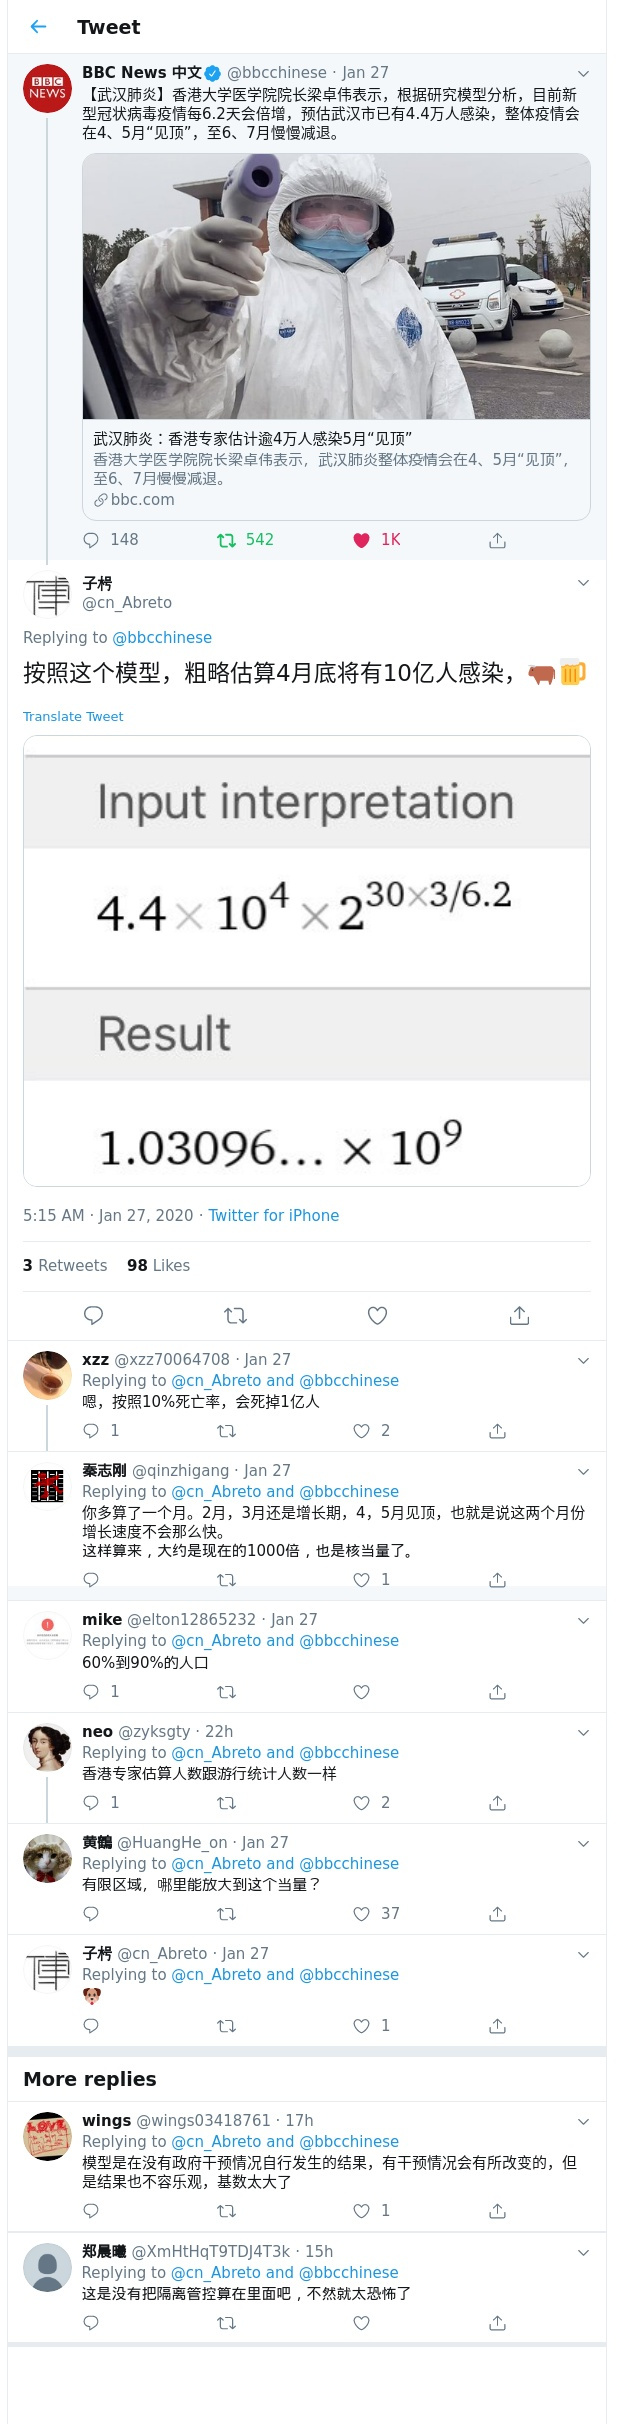 Tweet
BBC News 中文 @bbcchinese · Jan 27
BBC
NEWS
【武汉肺炎】香港大学医学院院长梁卓伟表示，根据研究模型分析，目前新
型冠状病毒疫情每6.2天会倍增，预估武汉市已有4.4万人感染，整体疫情会
在4、5月“见顶”，至6、7月慢慢减退。
武汉肺炎：香港专家估计逾4万人感染5月“见顶”
香港大学医学院院长梁卓伟表示，武汉肺炎整体疫情会在4、5月“见顶”，
至6、7月慢慢减退。
bbc.com
148 542 1K
子枵
@cn_Abreto
Replying to @bbcchinese
按照这个模型，粗略估算4月底将有10亿人感染，🐂🍺
Translate Tweet
Input interpretation
4.4 × 10^4 × 2^(30×3/6.2)
Result
1.03096... × 10^9
5:15 AM · Jan 27, 2020 · Twitter for iPhone
3 Retweets 98 Likes
xzz @xzz70064708 · Jan 27
Replying to @cn_Abreto and @bbcchinese
嗯，按照10%死亡率，会死掉1亿人
1 2
秦志刚 @qinzhigang · Jan 27
Replying to @cn_Abreto and @bbcchinese
你多算了一个月。2月，3月还是增长期，4，5月见顶，也就是说这两个月份
增长速度不会那么快。
这样算来，大约是现在的1000倍，也是核当量了。
1
mike @elton12865232 · Jan 27
Replying to @cn_Abreto and @bbcchinese
60%到90%的人口
1
neo @zyksgty · 22h
Replying to @cn_Abreto and @bbcchinese
香港专家估算人数跟游行统计人数一样
1 2
黄鶴 @HuangHe_on · Jan 27
Replying to @cn_Abreto and @bbcchinese
有限区域，哪里能放大到这个当量？
37
子枵 @cn_Abreto · Jan 27
Replying to @cn_Abreto and @bbcchinese
🐶
1
More replies
wings @wings03418761 · 17h
Replying to @cn_Abreto and @bbcchinese
模型是在没有政府干预情况自行发生的结果，有干预情况会有所改变的，但
是结果也不容乐观，基数太大了
1
郑晨曦 @XmHtHqT9TDJ4T3k · 15h
Replying to @cn_Abreto and @bbcchinese
这是没有把隔离管控算在里面吧，不然就太恐怖了